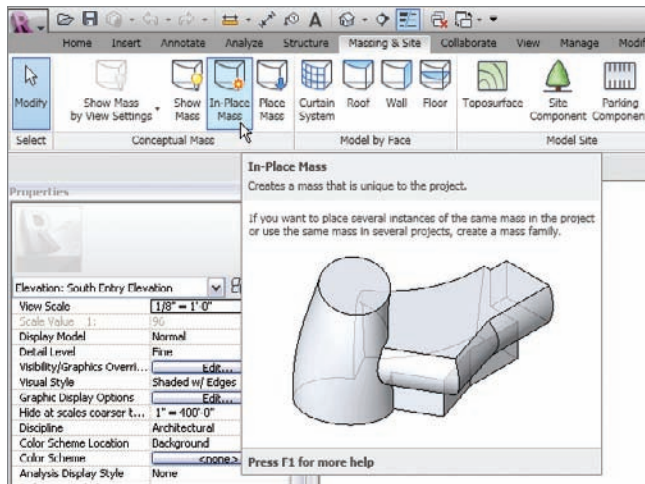 Home Insert Annotate Analyze Structure Massing & Site Collaborate View Manage Modif
Modify
Show Mass by View Settings
Show Mass
In-Place Mass
Place Mass
Curtain System
Roof
Wall
Floor
Toposurface
Site Component
Parking Componen
Select Conceptual Mass Model by Face Model Site
In-Place Mass
Creates a mass that is unique to the project.
If you want to place several instances of the same mass in the project
or use the same mass in several projects, create a mass family.
Press F1 for more help
Properties
Elevation: South Entry Elevation
View Scale 1/8" = 1'-0"
Scale Value 1: 96
Display Model Normal
Detail Level Fine
Visibility/Graphics Overri... Edit...
Visual Style Shaded w/ Edges
Graphic Display Options Edit...
Hide at scales coarser t... 1" = 400'-0"
Discipline Architectural
Color Scheme Location Background
Color Scheme <none>
Analysis Display Style None